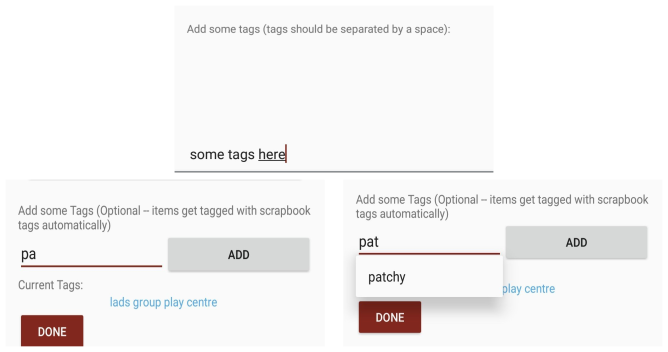 Add some tags (tags should be separated by a space):
some tags here
Add some Tags (Optional – items get tagged with scrapbook
tags automatically)
pa
ADD
Current Tags:
lads group play centre
DONE
Add some Tags (Optional – items get tagged with scrapbook
tags automatically)
pat
ADD
patchy
play centre
DONE